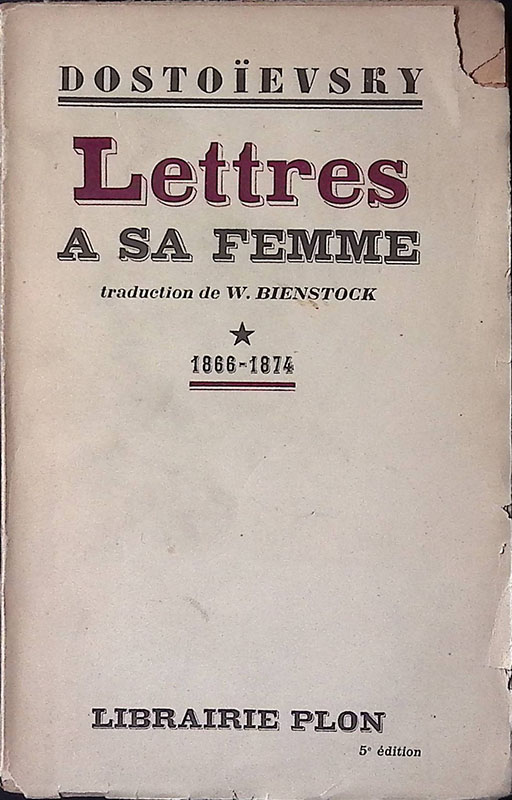 DOSTOÏEVSKY
Lettres
A SA FEMME
traduction de W. BIENSTOCK
★
1866-1874
LIBRAIRIE PLON
5e édition